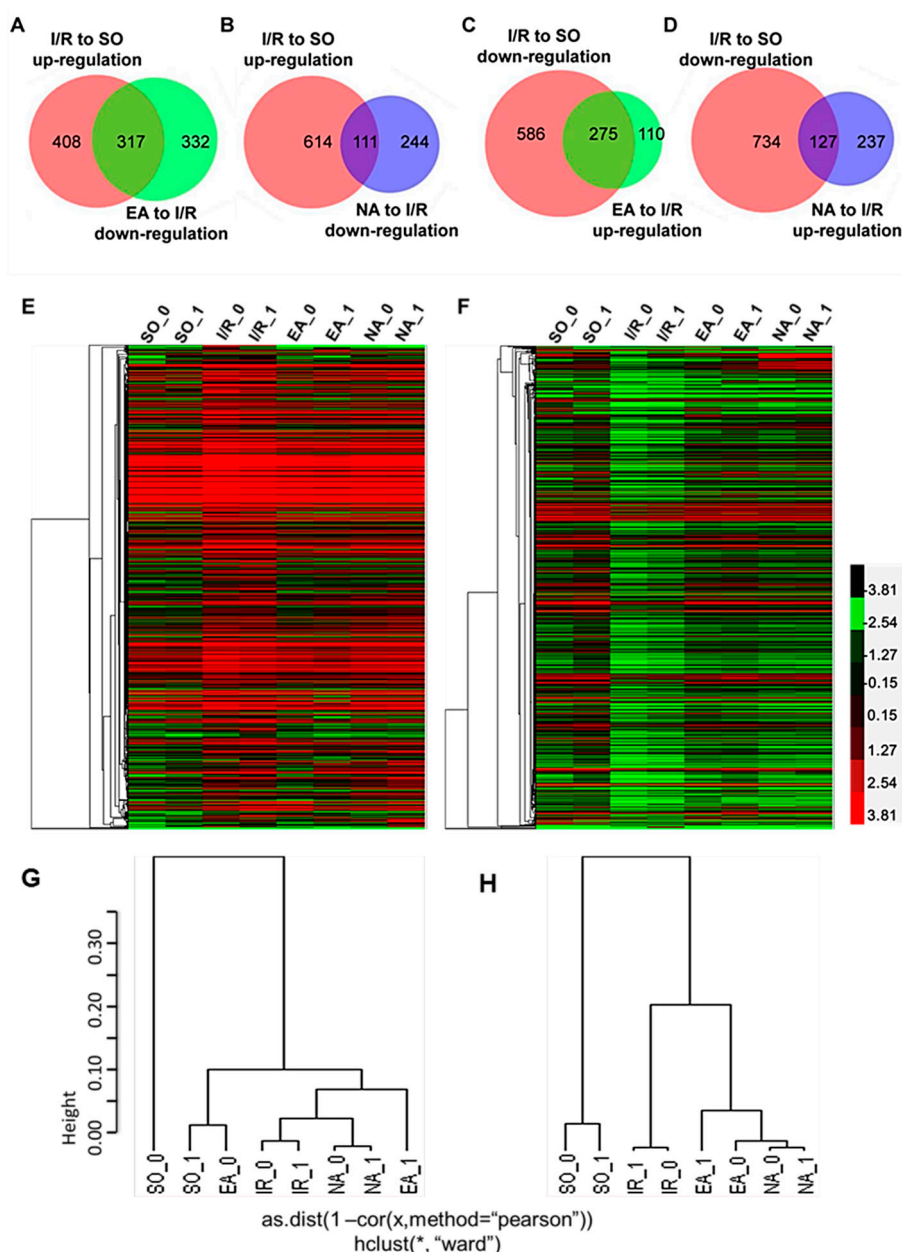 A
I/R to SO
up-regulation
408
317
332
EA to I/R
down-regulation
B
I/R to SO
up-regulation
614
111
244
NA to I/R
down-regulation
C
I/R to SO
down-regulation
586
275
110
EA to I/R
up-regulation
D
I/R to SO
down-regulation
734
127
237
NA to I/R
up-regulation
E
SO_0
SO_1
I/R_0
I/R_1
EA_0
EA_1
NA_0
NA_1
F
SO_0
SO_1
I/R_0
I/R_1
EA_0
EA_1
NA_0
NA_1
-3.81
-2.54
-1.27
-0.15
0.15
1.27
2.54
3.81
G
Height
0.30
0.20
0.10
0.00
SO_0
SO_1
EA_0
IR_0
IR_1
NA_0
NA_1
EA_1
H
SO_0
SO_1
IR_1
IR_0
EA_1
EA_0
NA_0
NA_1
as.dist(1–cor(x,method=“pearson”))
hclust(*, “ward”)